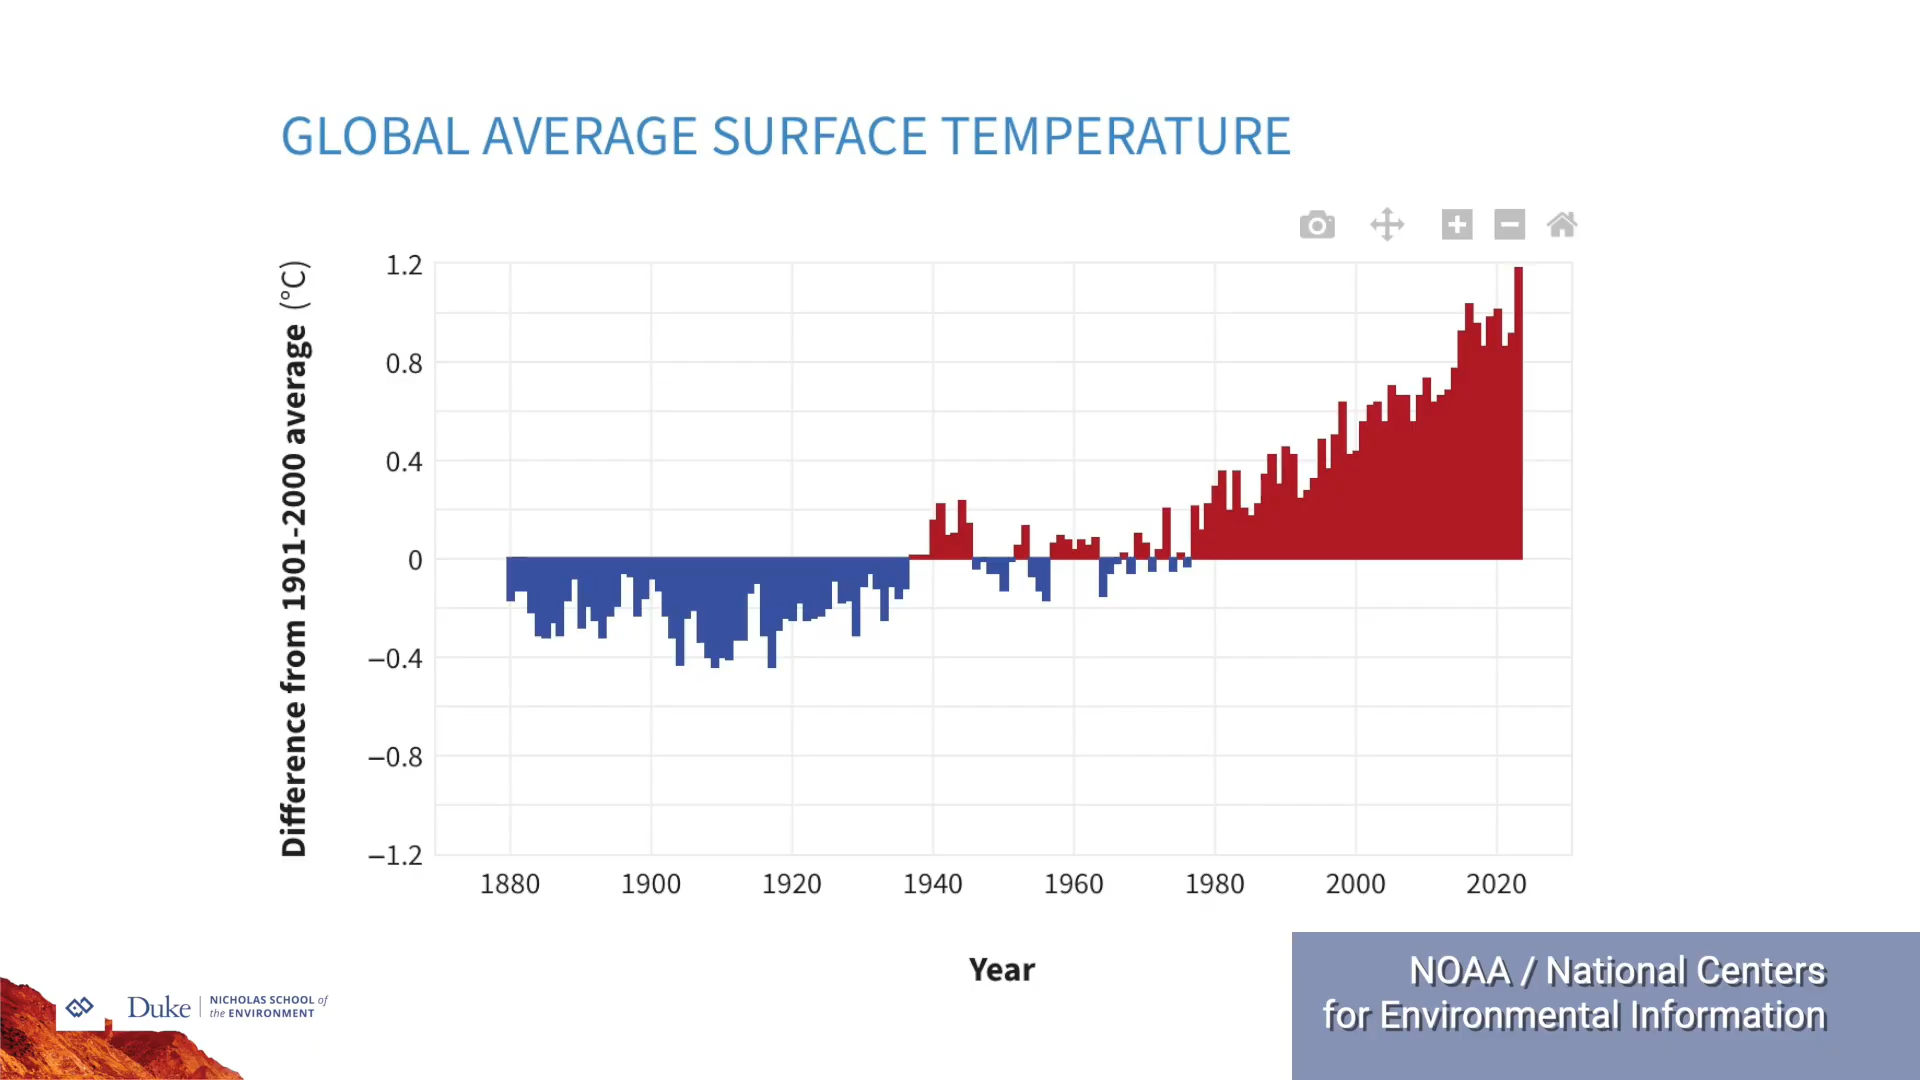 GLOBAL AVERAGE SURFACE TEMPERATURE
Difference from 1901-2000 average (°C)
1.2
0.8
0.4
0
−0.4
−0.8
−1.2
1880 1900 1920 1940 1960 1980 2000 2020
Year
NOAA / National Centers
for Environmental Information
Duke
NICHOLAS SCHOOL of
the ENVIRONMENT